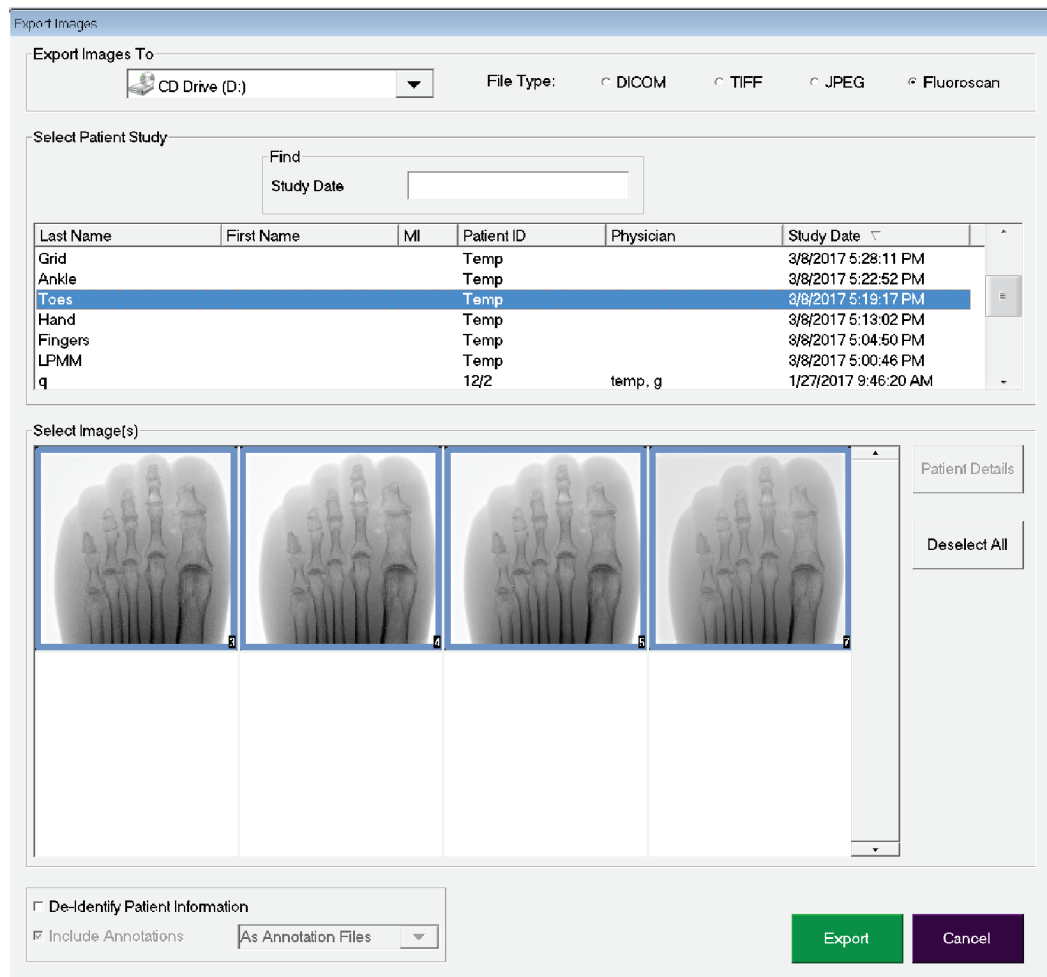 Export Images
Export Images To
CD Drive (D:)
File Type: DICOM TIFF JPEG Fluoroscan
Select Patient Study
Find
Study Date
Last Name First Name MI Patient ID Physician Study Date
Grid Temp 3/8/2017 5:28:11 PM
Ankle Temp 3/8/2017 5:22:52 PM
Toes Temp 3/8/2017 5:19:17 PM
Hand Temp 3/8/2017 5:13:02 PM
Fingers Temp 3/8/2017 5:04:50 PM
LPMM Temp 3/8/2017 5:00:46 PM
q 12/2 temp, g 1/27/2017 9:46:20 AM
Select Image(s)
Patient Details
Deselect All
3 4 5 7
De-Identify Patient Information
Include Annotations As Annotation Files
Export Cancel